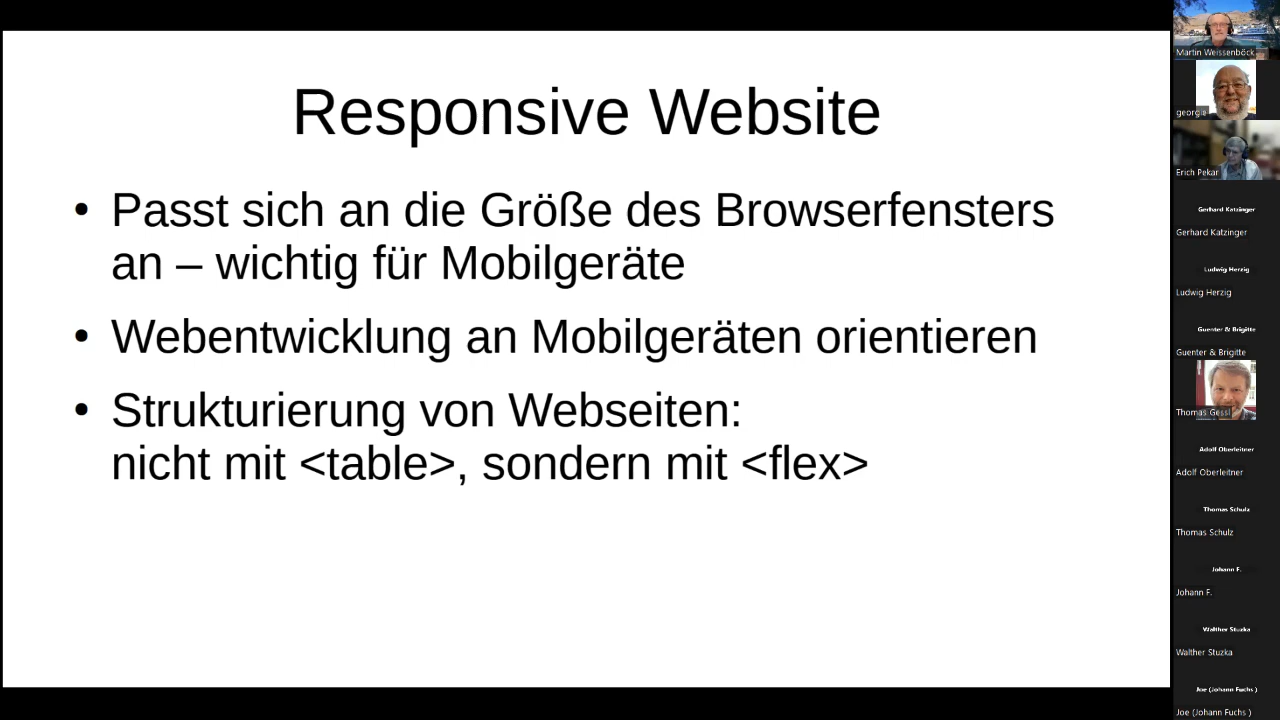 Responsive Website
• Passt sich an die Größe des Browserfensters
an – wichtig für Mobilgeräte
• Webentwicklung an Mobilgeräten orientieren
• Strukturierung von Webseiten:
nicht mit <table>, sondern mit <flex>
Martin Weissenböck
georgie
Erich Pekar
Gerhard Katzinger
Gerhard Katzinger
Ludwig Herzig
Ludwig Herzig
Guenter & Brigitte
Guenter & Brigitte
Thomas Gessl
Adolf Oberleitner
Adolf Oberleitner
Thomas Schulz
Thomas Schulz
Johann F.
Johann F.
Walther Stuzka
Walther Stuzka
Joe (Johann Fuchs )
Joe (Johann Fuchs )